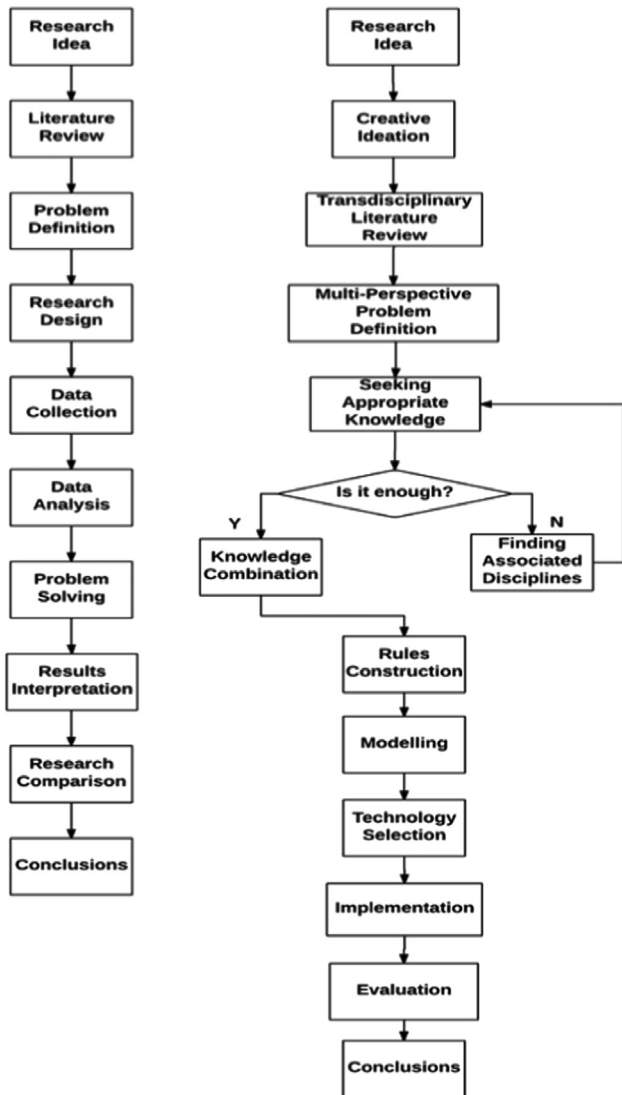 Research
Idea
Literature
Review
Problem
Definition
Research
Design
Data
Collection
Data
Analysis
Problem
Solving
Results
Interpretation
Research
Comparison
Conclusions
Research
Idea
Creative
Ideation
Transdisciplinary
Literature
Review
Multi-Perspective
Problem
Definition
Seeking
Appropriate
Knowledge
Is it enough?
Y
N
Knowledge
Combination
Finding
Associated
Disciplines
Rules
Construction
Modelling
Technology
Selection
Implementation
Evaluation
Conclusions